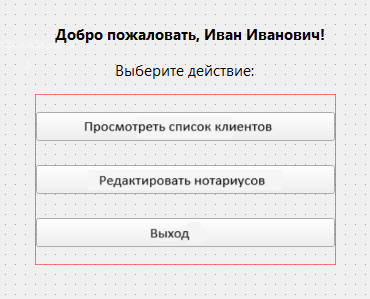 Добро пожаловать, Иван Иванович!
Выберите действие:
Просмотреть список клиентов
Редактировать нотариусов
Выход